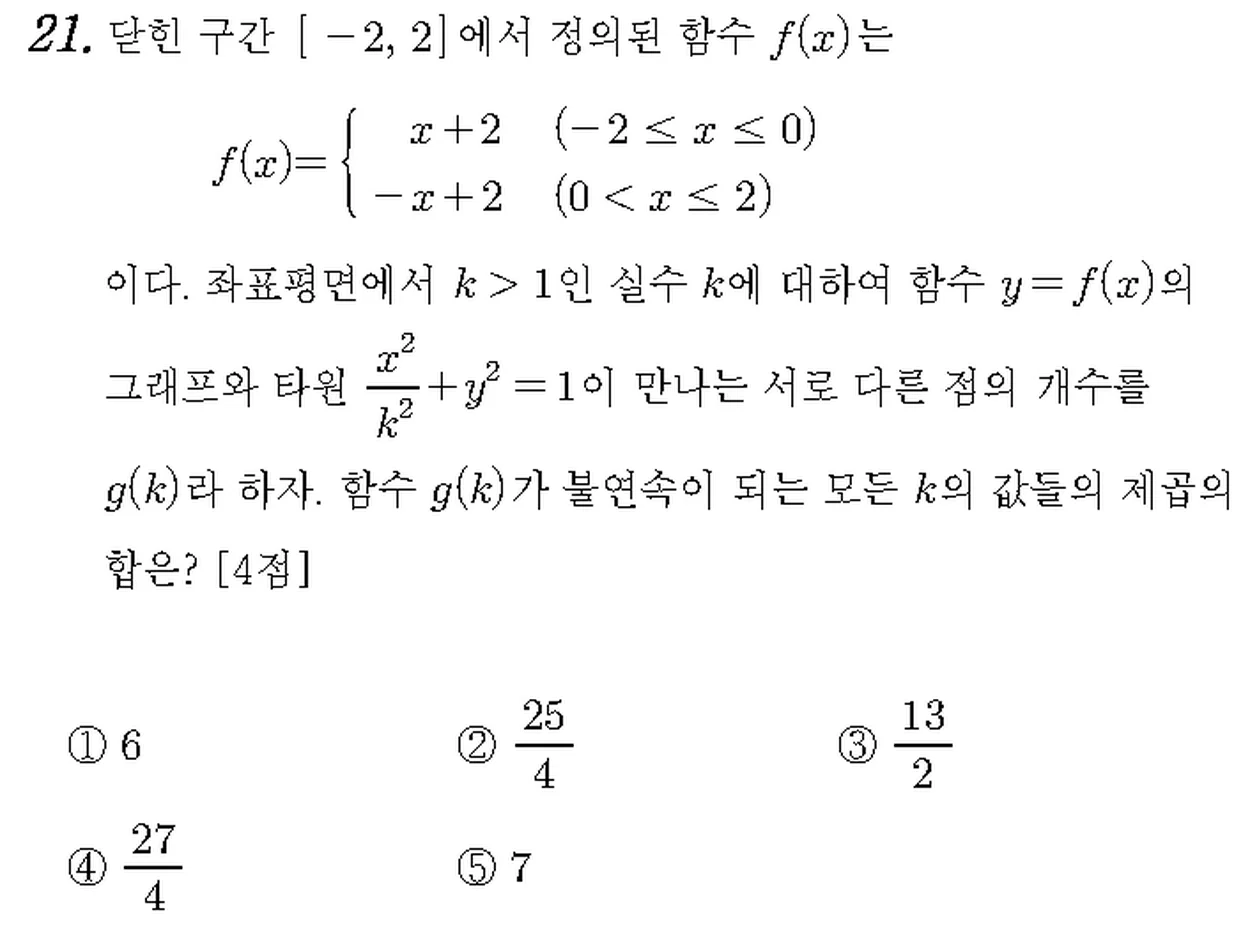 21. 닫힌 구간 [ −2, 2]에서 정의된 함수 f(x)는
f(x)= { x+2 (−2 ≤ x ≤ 0)
−x+2 (0 < x ≤ 2)
이다. 좌표평면에서 k > 1인 실수 k에 대하여 함수 y=f(x)의
그래프와 타원 x²/k² + y² = 1이 만나는 서로 다른 점의 개수를
g(k)라 하자. 함수 g(k)가 불연속이 되는 모든 k의 값들의 제곱의
합은? [4점]
① 6 ② 25/4 ③ 13/2
④ 27/4 ⑤ 7